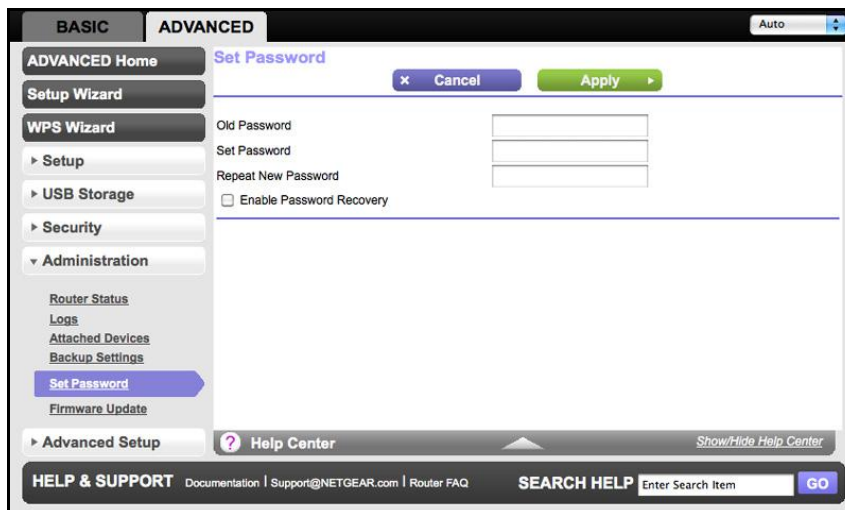 BASIC
ADVANCED
Auto
ADVANCED Home
Setup Wizard
WPS Wizard
Setup
USB Storage
Security
Administration
Router Status
Logs
Attached Devices
Backup Settings
Set Password
Firmware Update
Advanced Setup
Set Password
× Cancel
Apply
Old Password
Set Password
Repeat New Password
Enable Password Recovery
? Help Center
Show/Hide Help Center
HELP & SUPPORT Documentation | Support@NETGEAR.com | Router FAQ
SEARCH HELP Enter Search Item GO